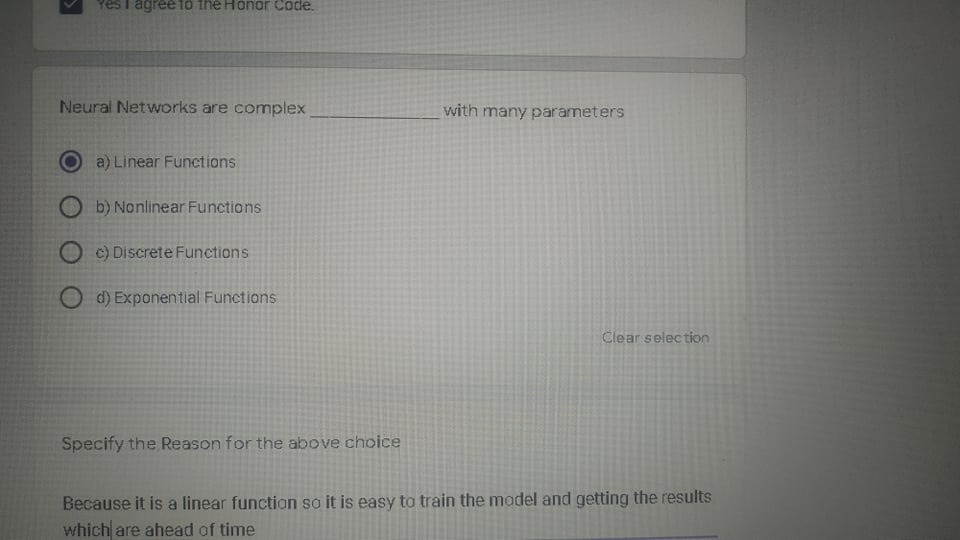 Yes I agree to the Honor Code.
Neural Networks are complex ______________ with many parameters
a) Linear Functions
b) Nonlinear Functions
c) Discrete Functions
d) Exponential Functions
Clear selection
Specify the Reason for the above choice
Because it is a linear function so it is easy to train the model and getting the results
which are ahead of time